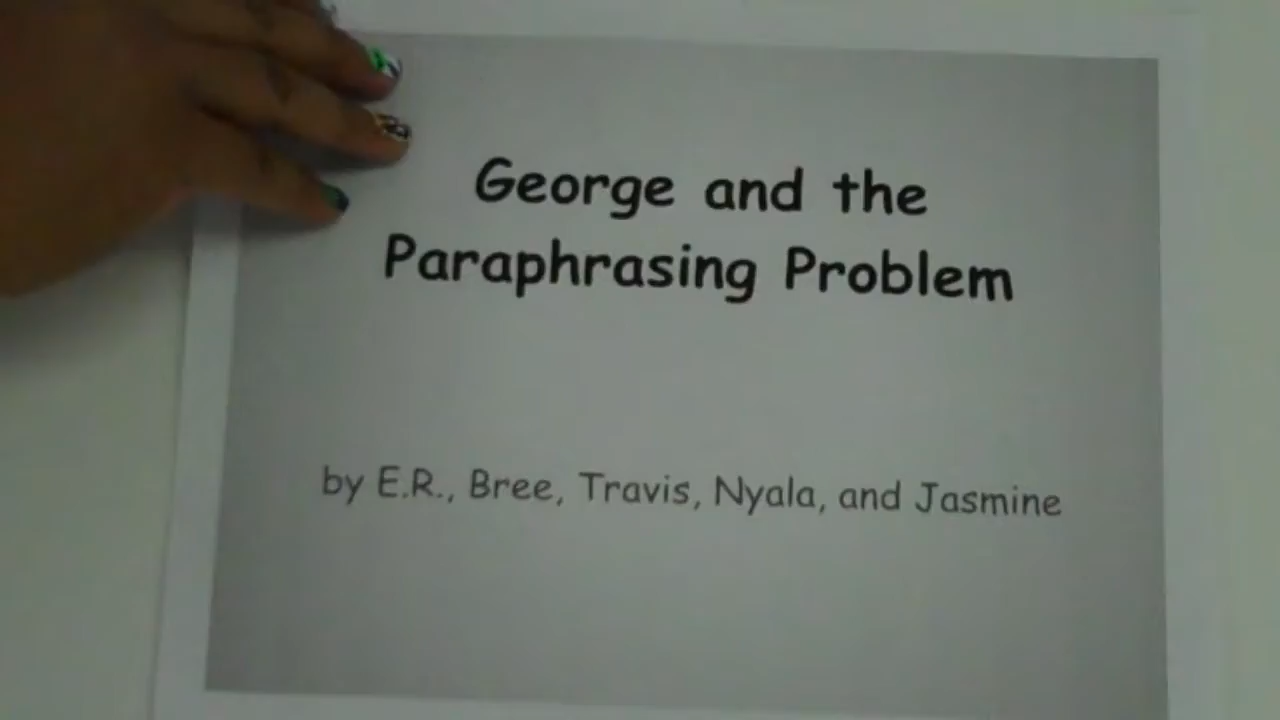 George and the
Paraphrasing Problem
by E.R., Bree, Travis, Nyala, and Jasmine